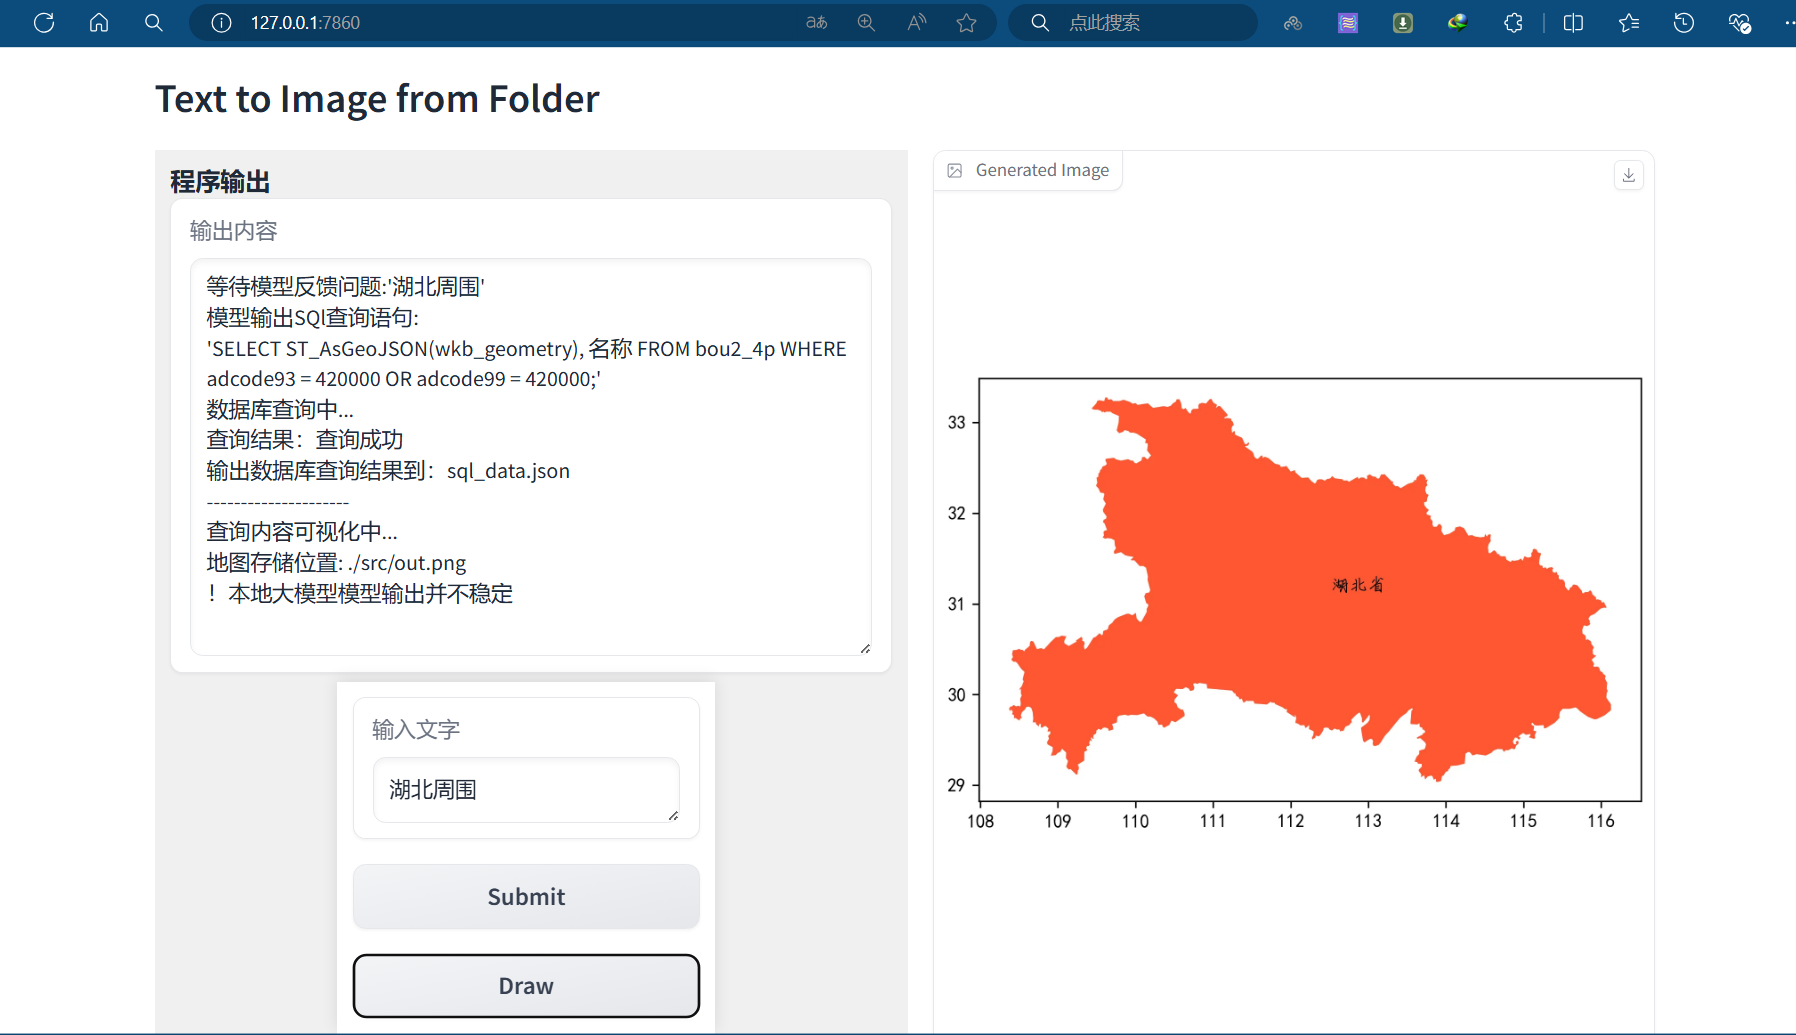 127.0.0.1:7860
aあ
点此搜索
Text to Image from Folder
程序输出
输出内容
等待模型反馈问题:'湖北周围'
模型输出SQl查询语句:
'SELECT ST_AsGeoJSON(wkb_geometry), 名称 FROM bou2_4p WHERE
adcode93 = 420000 OR adcode99 = 420000;'
数据库查询中...
查询结果：查询成功
输出数据库查询结果到：sql_data.json
---------------------
查询内容可视化中...
地图存储位置: ./src/out.png
！本地大模型模型输出并不稳定
输入文字
湖北周围
Submit
Draw
Generated Image
33
32
31
30
29
湖北省
108 109 110 111 112 113 114 115 116